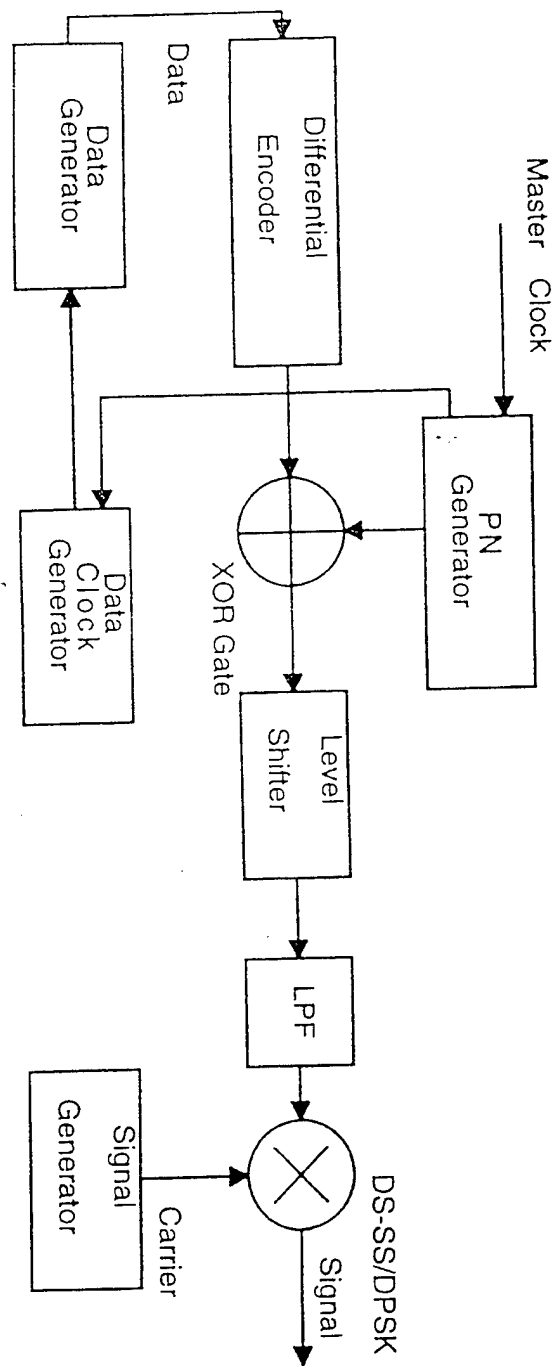 Master Clock
PN
Generator
Differential
Encoder
Data
Data
Generator
Data
Clock
Generator
XOR Gate
Level
Shifter
LPF
Signal
Generator
Carrier
DS-SS/DPSK
Signal